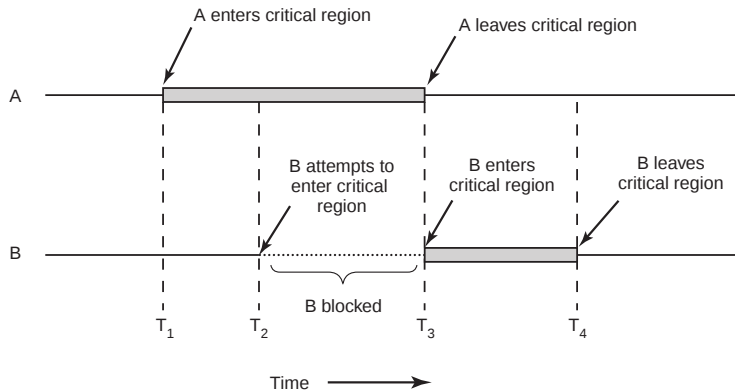 A enters critical region
A leaves critical region
A
B attempts to
enter critical
region
B enters
critical region
B leaves
critical region
B
B blocked
T1
T2
T3
T4
Time